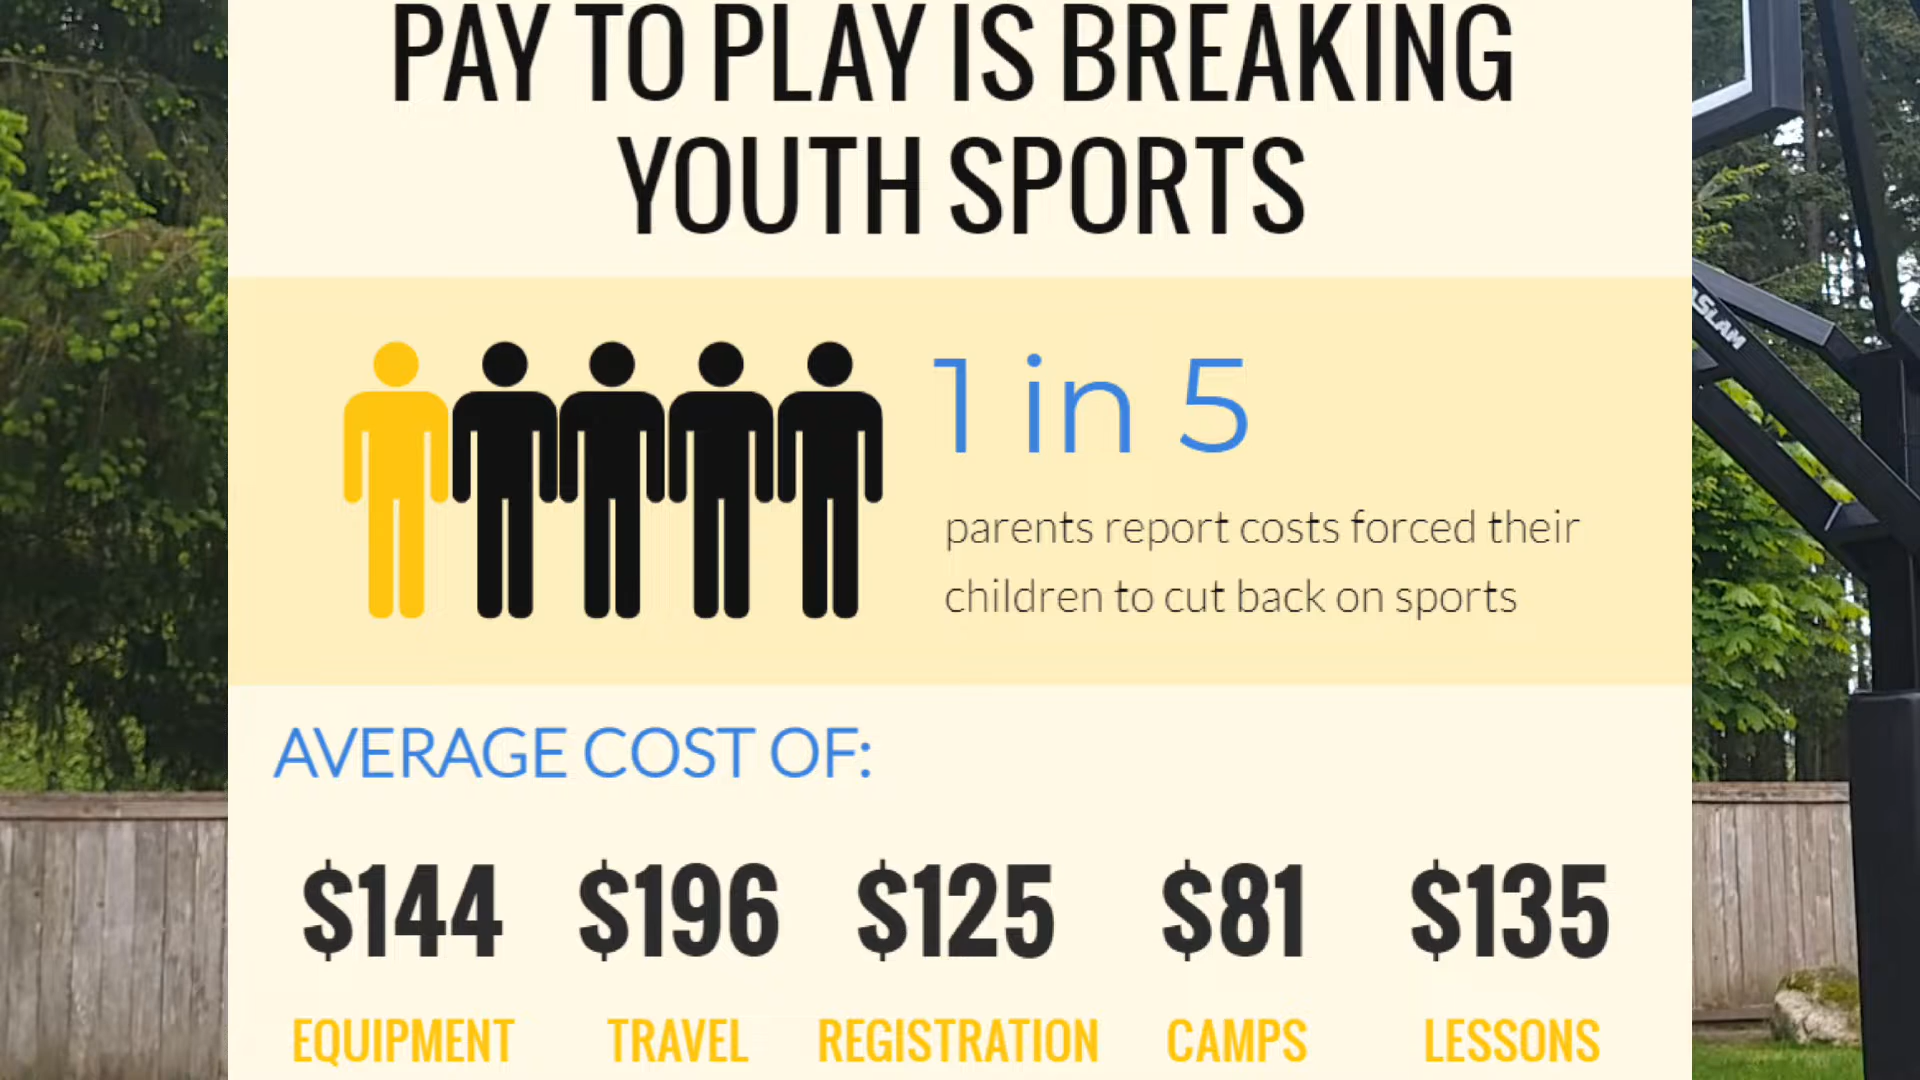 PAY TO PLAY IS BREAKING
YOUTH SPORTS
1 in 5
parents report costs forced their
children to cut back on sports
AVERAGE COST OF:
$144 $196 $125 $81 $135
EQUIPMENT TRAVEL REGISTRATION CAMPS LESSONS
SLAM